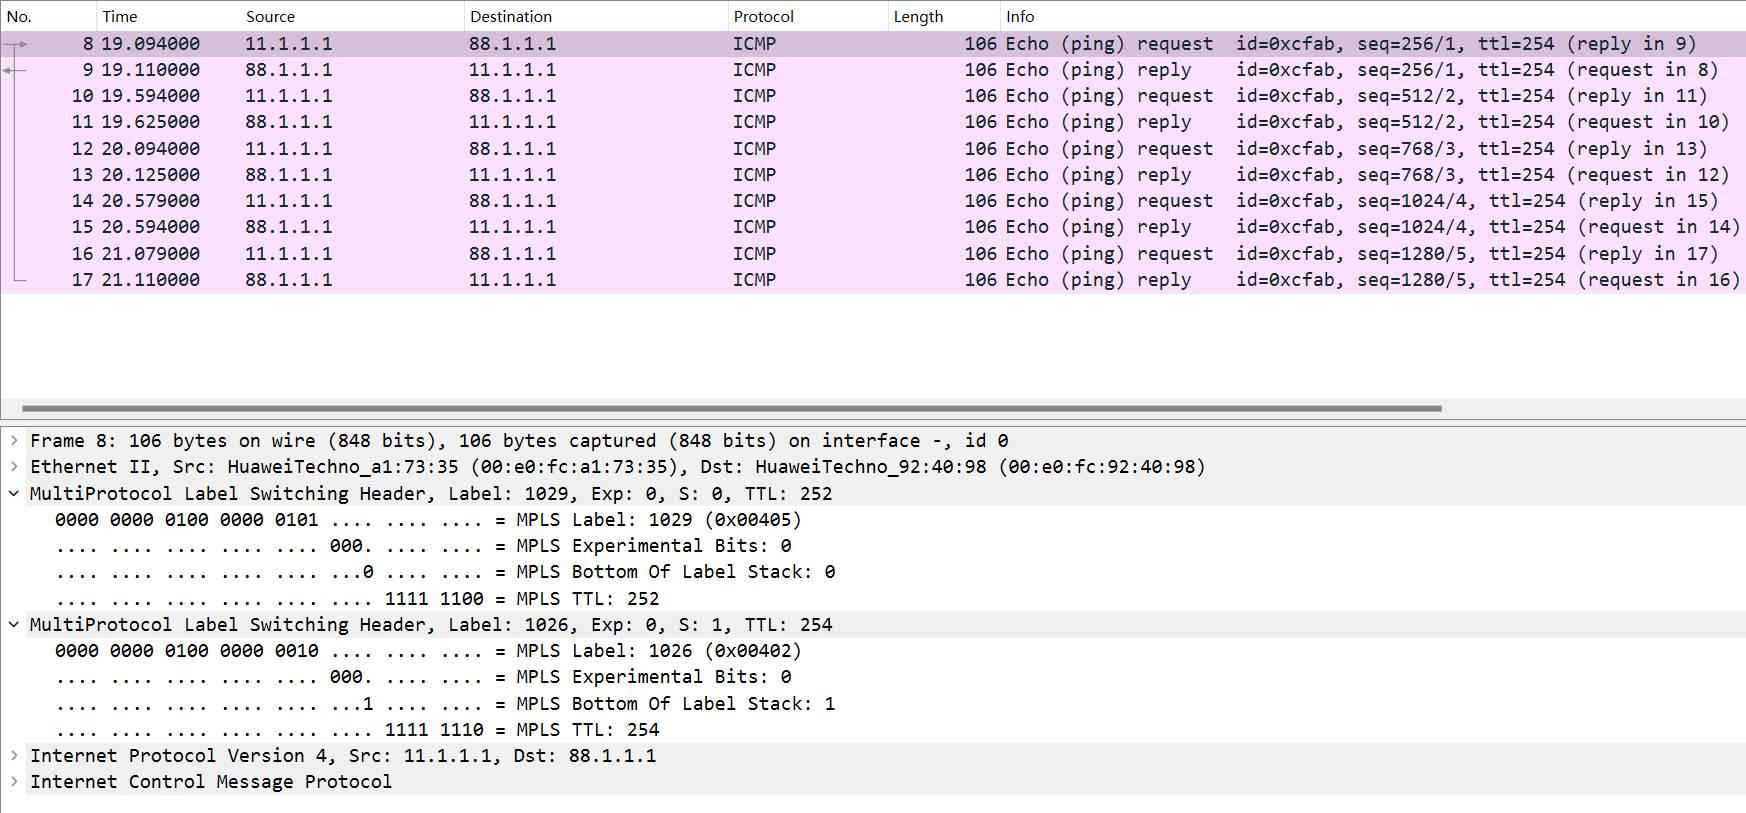 No. Time Source Destination Protocol Length Info
8 19.094000 11.1.1.1 88.1.1.1 ICMP 106 Echo (ping) request id=0xcfab, seq=256/1, ttl=254 (reply in 9)
9 19.110000 88.1.1.1 11.1.1.1 ICMP 106 Echo (ping) reply id=0xcfab, seq=256/1, ttl=254 (request in 8)
10 19.594000 11.1.1.1 88.1.1.1 ICMP 106 Echo (ping) request id=0xcfab, seq=512/2, ttl=254 (reply in 11)
11 19.625000 88.1.1.1 11.1.1.1 ICMP 106 Echo (ping) reply id=0xcfab, seq=512/2, ttl=254 (request in 10)
12 20.094000 11.1.1.1 88.1.1.1 ICMP 106 Echo (ping) request id=0xcfab, seq=768/3, ttl=254 (reply in 13)
13 20.125000 88.1.1.1 11.1.1.1 ICMP 106 Echo (ping) reply id=0xcfab, seq=768/3, ttl=254 (request in 12)
14 20.579000 11.1.1.1 88.1.1.1 ICMP 106 Echo (ping) request id=0xcfab, seq=1024/4, ttl=254 (reply in 15)
15 20.594000 88.1.1.1 11.1.1.1 ICMP 106 Echo (ping) reply id=0xcfab, seq=1024/4, ttl=254 (request in 14)
16 21.079000 11.1.1.1 88.1.1.1 ICMP 106 Echo (ping) request id=0xcfab, seq=1280/5, ttl=254 (reply in 17)
17 21.110000 88.1.1.1 11.1.1.1 ICMP 106 Echo (ping) reply id=0xcfab, seq=1280/5, ttl=254 (request in 16)
Frame 8: 106 bytes on wire (848 bits), 106 bytes captured (848 bits) on interface -, id 0
Ethernet II, Src: HuaweiTechno_a1:73:35 (00:e0:fc:a1:73:35), Dst: HuaweiTechno_92:40:98 (00:e0:fc:92:40:98)
MultiProtocol Label Switching Header, Label: 1029, Exp: 0, S: 0, TTL: 252
0000 0000 0100 0000 0101 .... .... .... = MPLS Label: 1029 (0x00405)
.... .... .... .... .... 000. .... .... = MPLS Experimental Bits: 0
.... .... .... .... .... ...0 .... .... = MPLS Bottom Of Label Stack: 0
.... .... .... .... .... .... 1111 1100 = MPLS TTL: 252
MultiProtocol Label Switching Header, Label: 1026, Exp: 0, S: 1, TTL: 254
0000 0000 0100 0000 0010 .... .... .... = MPLS Label: 1026 (0x00402)
.... .... .... .... .... 000. .... .... = MPLS Experimental Bits: 0
.... .... .... .... .... ...1 .... .... = MPLS Bottom Of Label Stack: 1
.... .... .... .... .... .... 1111 1110 = MPLS TTL: 254
Internet Protocol Version 4, Src: 11.1.1.1, Dst: 88.1.1.1
Internet Control Message Protocol